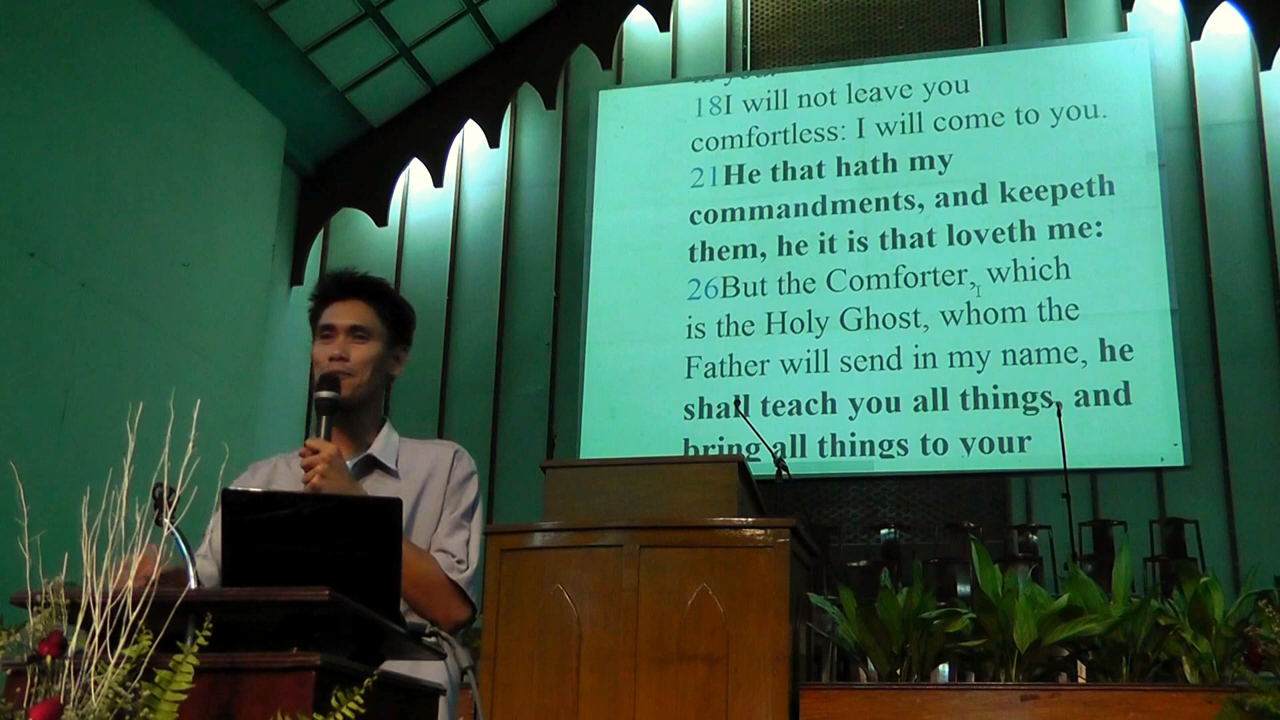 in you.
18I will not leave you
comfortless: I will come to you.
21He that hath my
commandments, and keepeth
them, he it is that loveth me:
26But the Comforter, which
is the Holy Ghost, whom the
Father will send in my name, he
shall teach you all things, and
bring all things to your